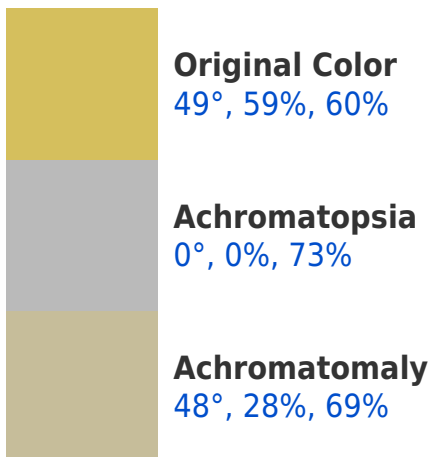 Original Color
49°, 59%, 60%
Achromatopsia
0°, 0%, 73%
Achromatomaly
48°, 28%, 69%